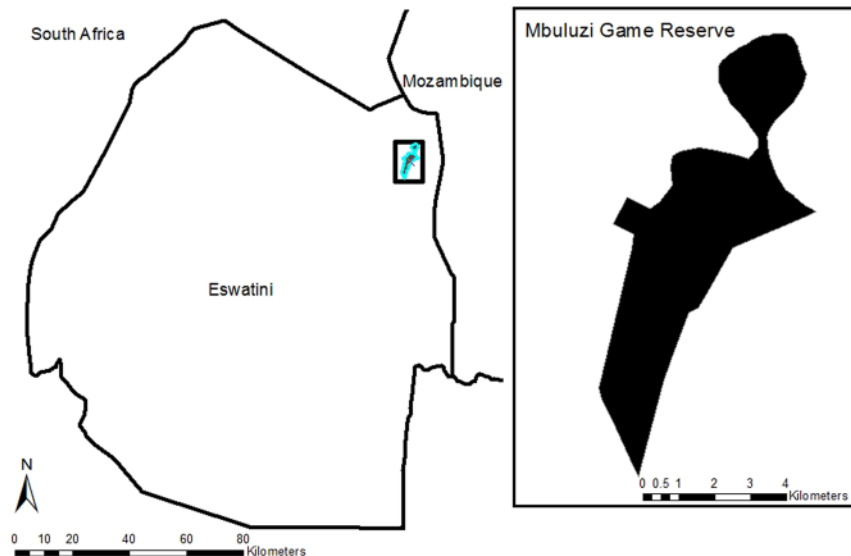 South Africa
Mozambique
Eswatini
N
0 10 20 40 60 80
Kilometers
Mbuluzi Game Reserve
0 0.5 1 2 3 4
Kilometers